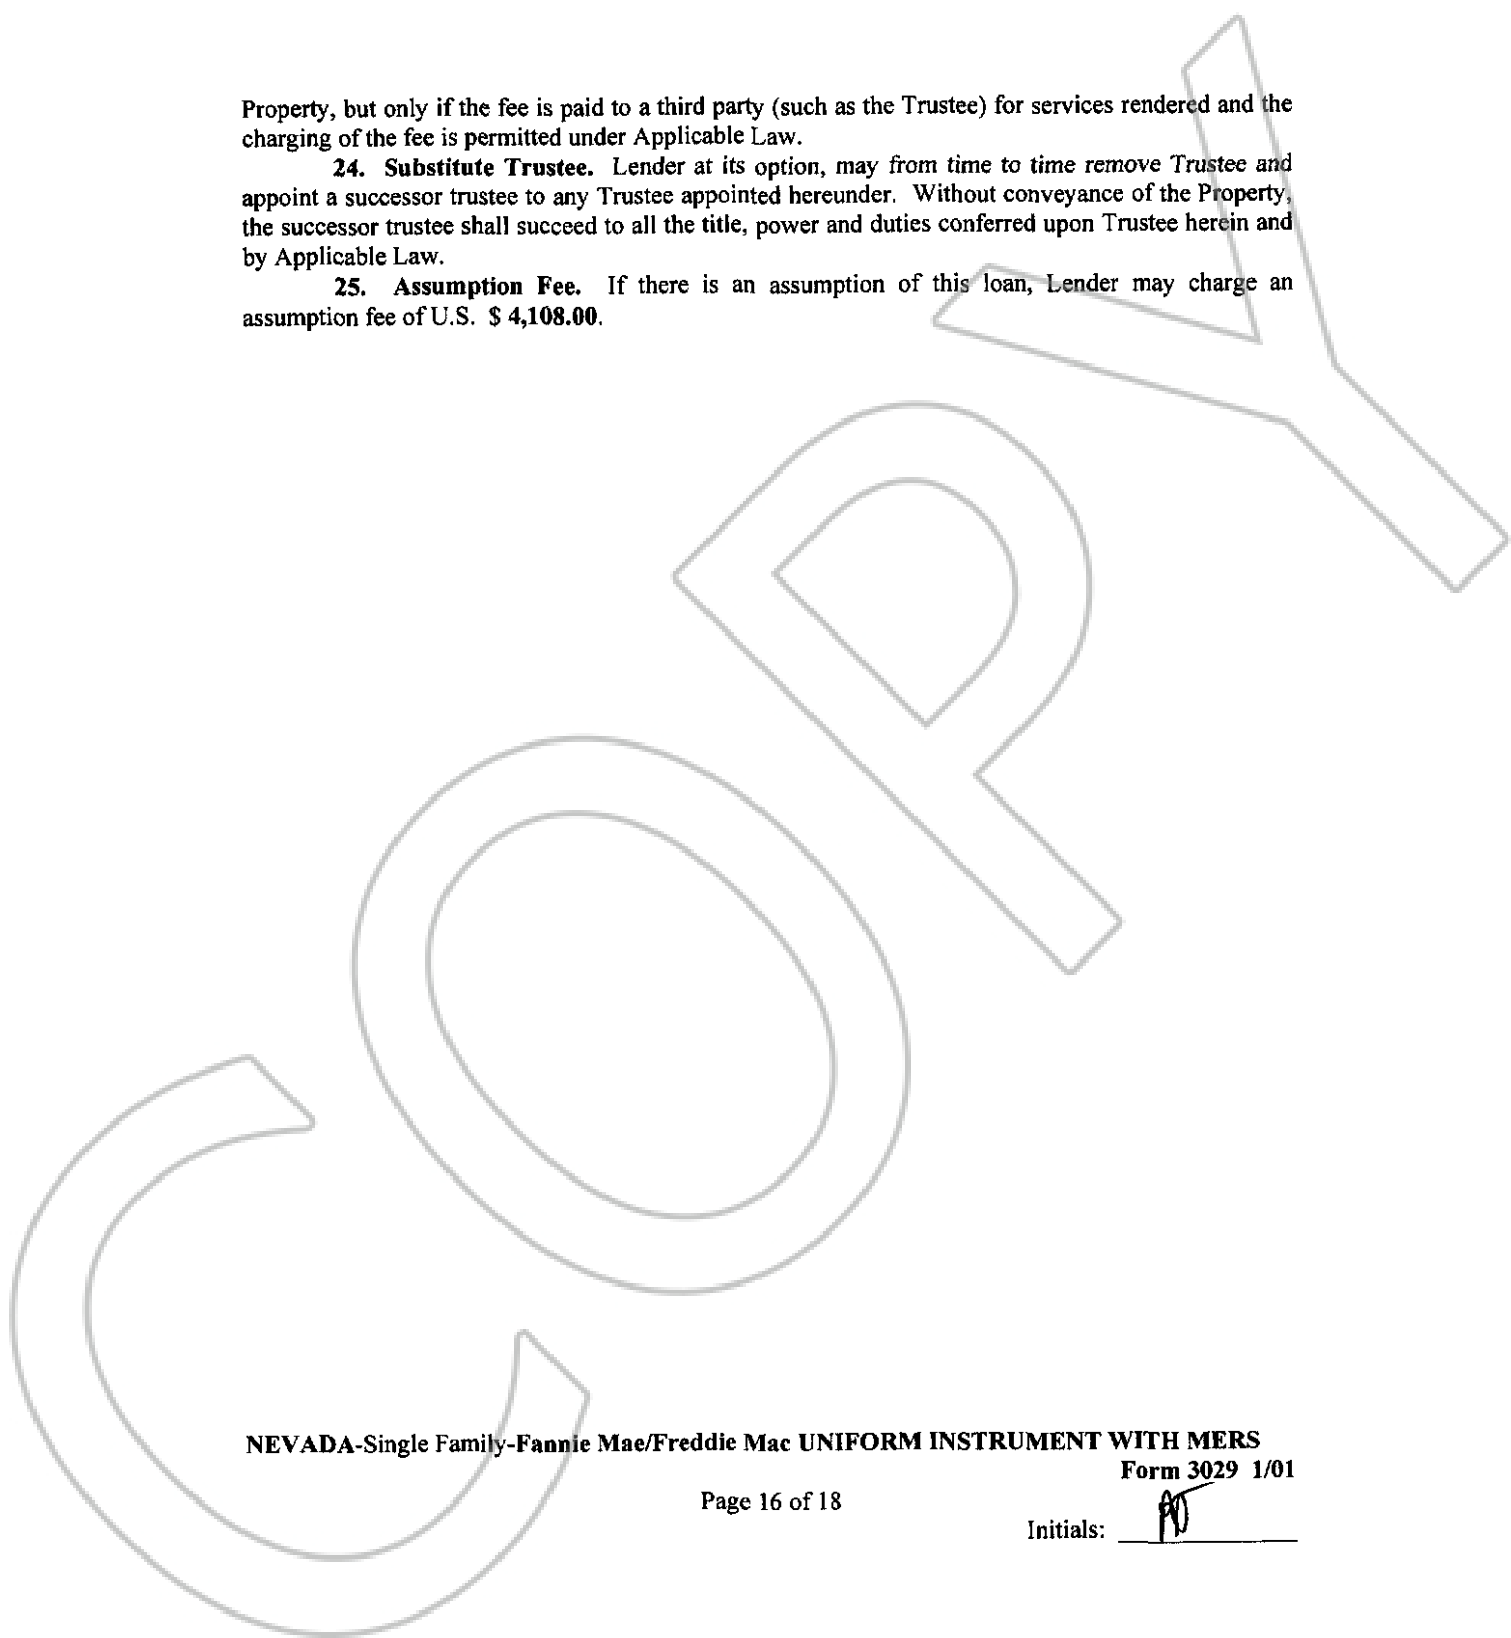 Property, but only if the fee is paid to a third party (such as the Trustee) for services rendered and the
charging of the fee is permitted under Applicable Law.
24. Substitute Trustee. Lender at its option, may from time to time remove Trustee and
appoint a successor trustee to any Trustee appointed hereunder. Without conveyance of the Property,
the successor trustee shall succeed to all the title, power and duties conferred upon Trustee herein and
by Applicable Law.
25. Assumption Fee. If there is an assumption of this loan, Lender may charge an
assumption fee of U.S. $ 4,108.00.
COPY
NEVADA-Single Family-Fannie Mae/Freddie Mac UNIFORM INSTRUMENT WITH MERS
Form 3029 1/01
Page 16 of 18
Initials: